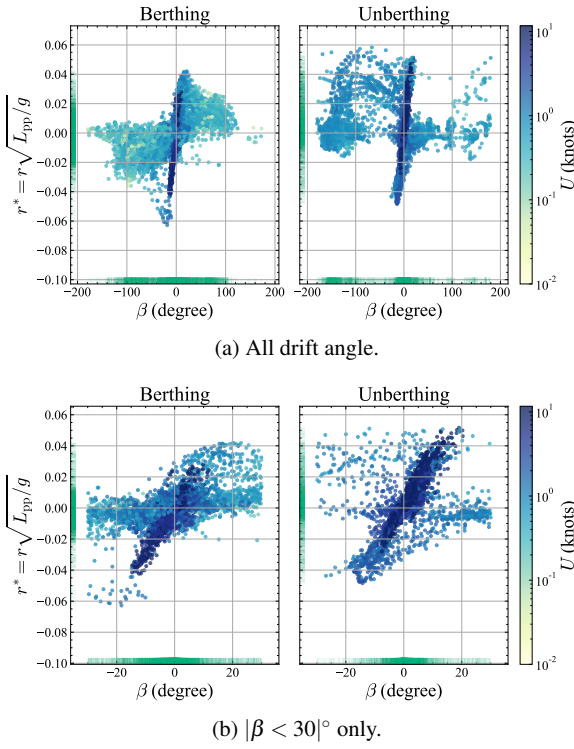 Berthing
Unberthing
0.06
0.04
0.02
0.00
−0.02
−0.04
−0.06
−0.08
−0.10
r* = r√L_pp/g
−200 −100 0 100 200
−200 −100 0 100 200
β (degree)
β (degree)
10^1
10^0
10^−1
10^−2
U (knots)
(a) All drift angle.
Berthing
Unberthing
0.06
0.04
0.02
0.00
−0.02
−0.04
−0.06
−0.08
−0.10
r* = r√L_pp/g
−20 0 20
−20 0 20
β (degree)
β (degree)
10^1
10^0
10^−1
10^−2
U (knots)
(b) |β < 30|° only.